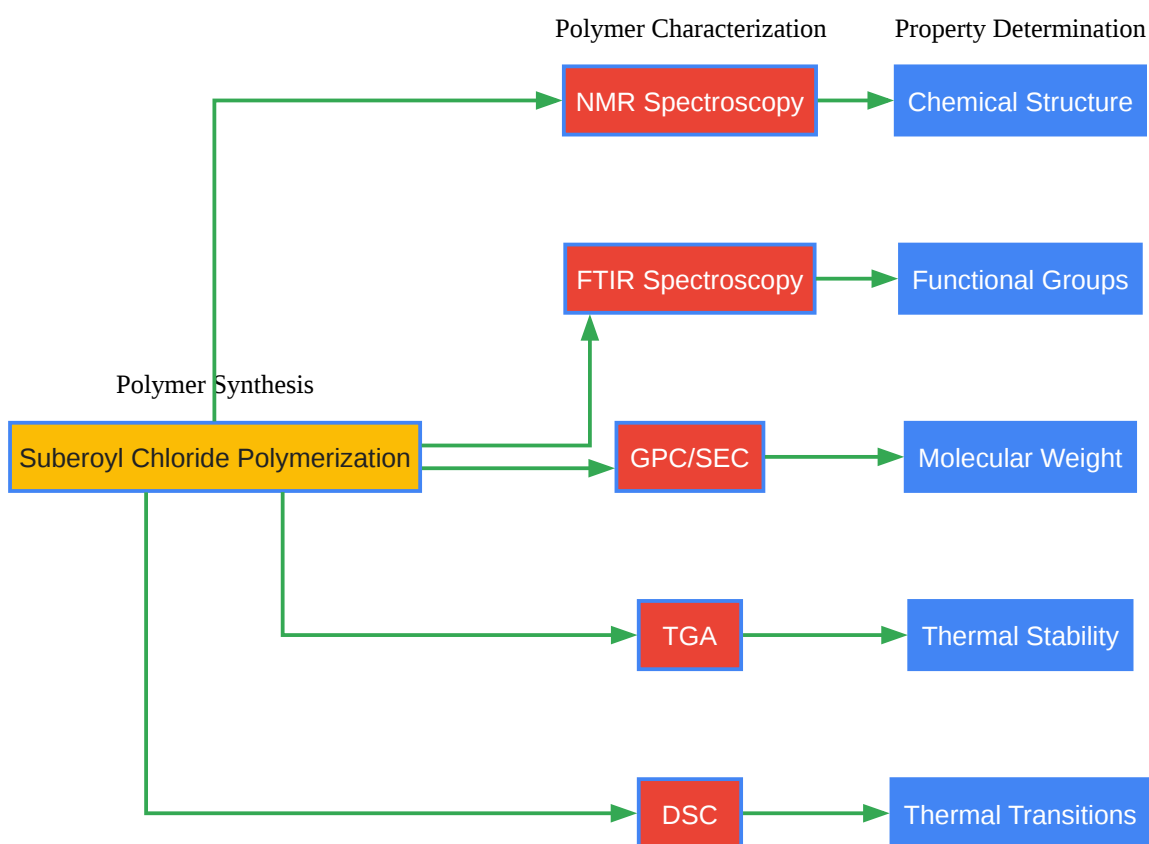 Polymer Characterization
Property Determination
NMR Spectroscopy
Chemical Structure
FTIR Spectroscopy
Functional Groups
Polymer Synthesis
Suberoyl Chloride Polymerization
GPC/SEC
Molecular Weight
TGA
Thermal Stability
DSC
Thermal Transitions